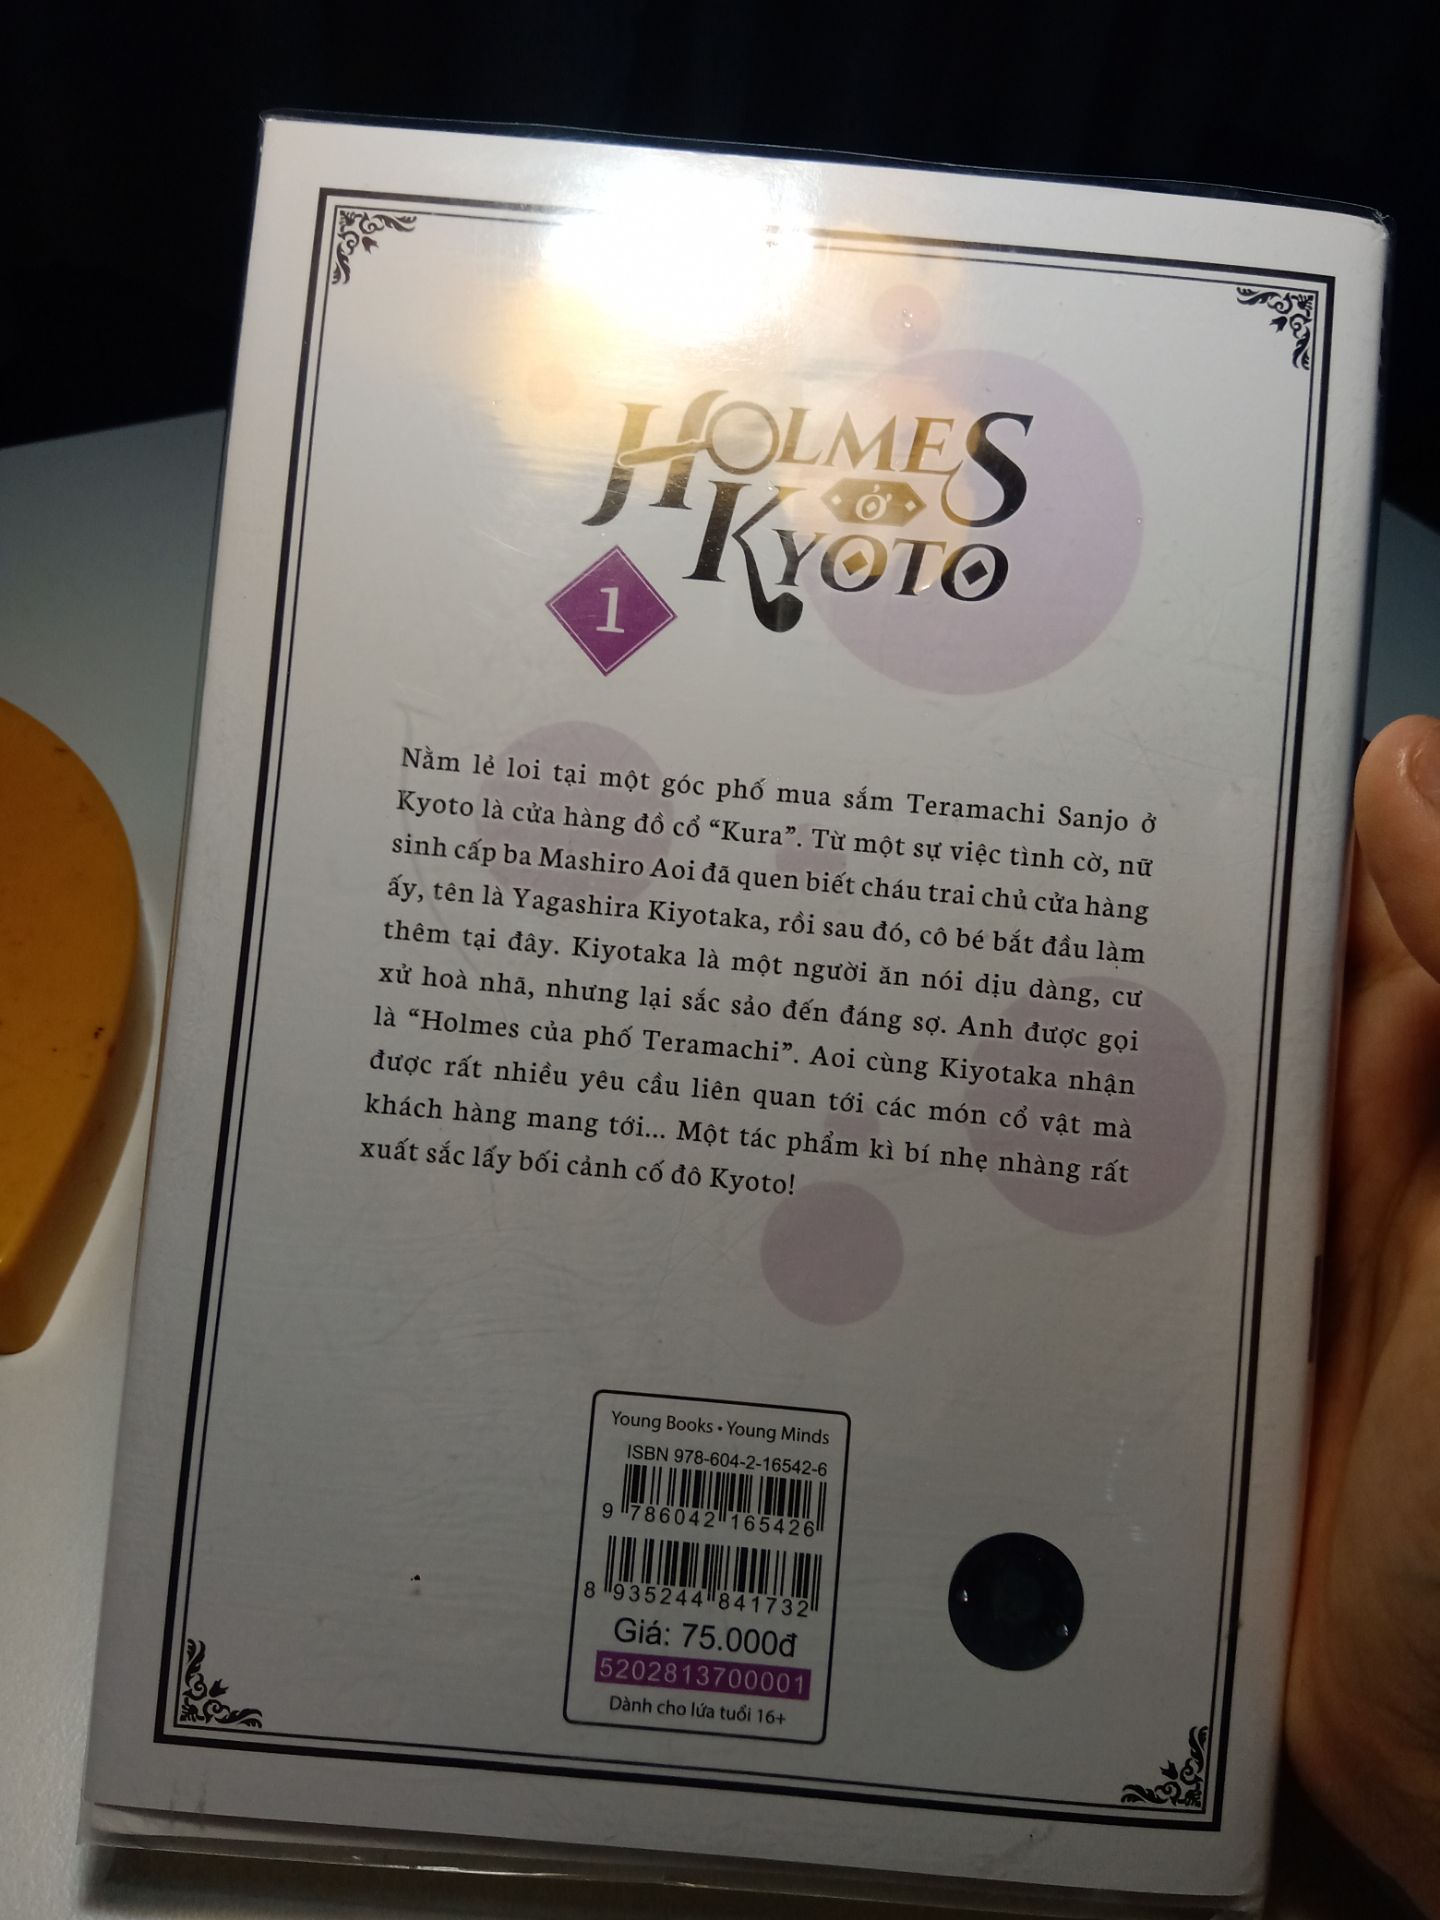 HOLMES
Ở
KYOTO
1
Nằm lẻ loi tại một góc phố mua sắm Teramachi Sanjo ở
Kyoto là cửa hàng đồ cổ “Kura”. Từ một sự việc tình cờ, nữ
sinh cấp ba Mashiro Aoi đã quen biết cháu trai chủ cửa hàng
ấy, tên là Yagashira Kiyotaka, rồi sau đó, cô bé bắt đầu làm
thêm tại đây. Kiyotaka là một người ăn nói dịu dàng, cư
xử hoà nhã, nhưng lại sắc sảo đến đáng sợ. Anh được gọi
là “Holmes của phố Teramachi”. Aoi cùng Kiyotaka nhận
được rất nhiều yêu cầu liên quan tới các món cổ vật mà
khách hàng mang tới... Một tác phẩm kì bí nhẹ nhàng rất
xuất sắc lấy bối cảnh cố đô Kyoto!
Young Books • Young Minds
ISBN 978-604-2-16542-6
9 786042 165426
8 935244 841732
Giá: 75.000đ
5202813700001
Dành cho lứa tuổi 16+